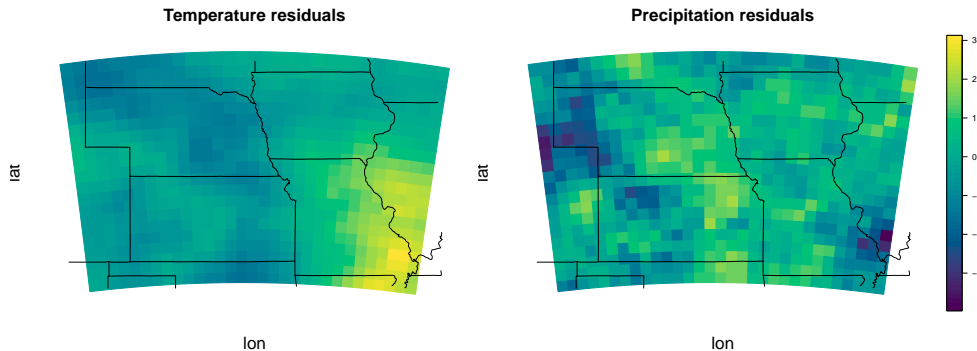 Temperature residuals
Precipitation residuals
lat
lat
3
2
1
0
lon
lon